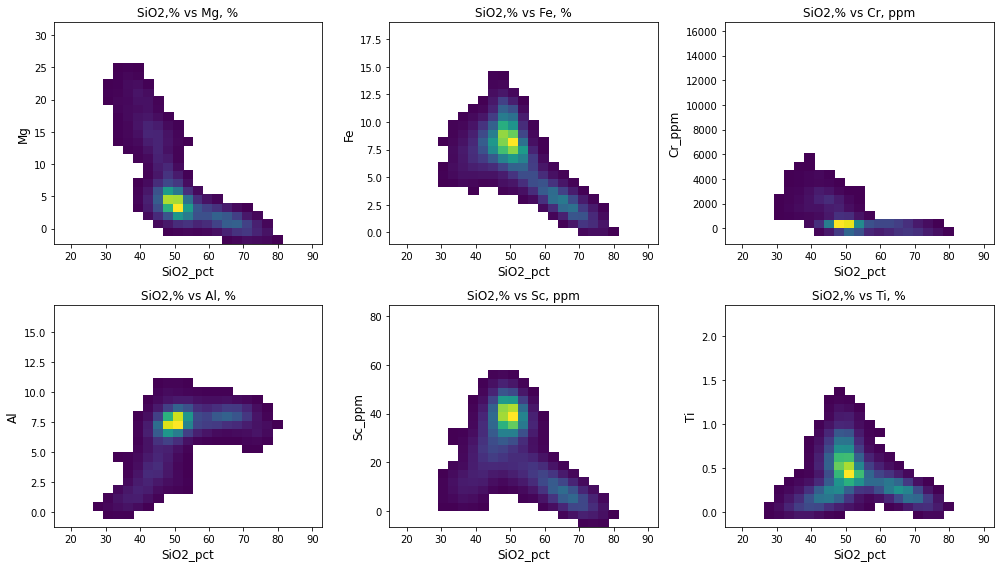 SiO2,% vs Mg, %
SiO2,% vs Fe, %
SiO2,% vs Cr, ppm
30
25
20
15
10
5
0
Mg
20 30 40 50 60 70 80 90
SiO2_pct
17.5
15.0
12.5
10.0
7.5
5.0
2.5
0.0
Fe
20 30 40 50 60 70 80 90
SiO2_pct
16000
14000
12000
10000
8000
6000
4000
2000
0
Cr_ppm
20 30 40 50 60 70 80 90
SiO2_pct
SiO2,% vs Al, %
SiO2,% vs Sc, ppm
SiO2,% vs Ti, %
15.0
12.5
10.0
7.5
5.0
2.5
0.0
Al
20 30 40 50 60 70 80 90
SiO2_pct
80
60
40
20
0
Sc_ppm
20 30 40 50 60 70 80 90
SiO2_pct
2.0
1.5
1.0
0.5
0.0
Ti
20 30 40 50 60 70 80 90
SiO2_pct